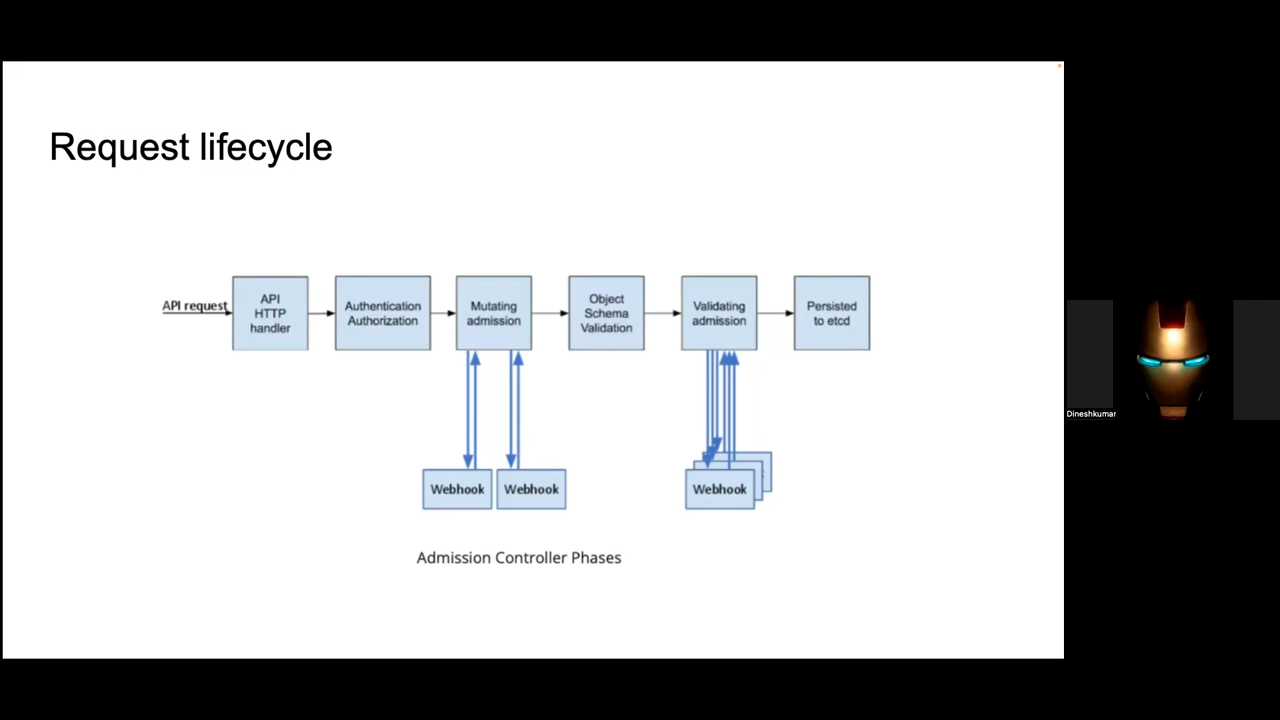 Request lifecycle
API request
API
HTTP
handler
Authentication
Authorization
Mutating
admission
Object
Schema
Validation
Validating
admission
Persisted
to etcd
Webhook
Webhook
Webhook
Admission Controller Phases
Dineshkumar